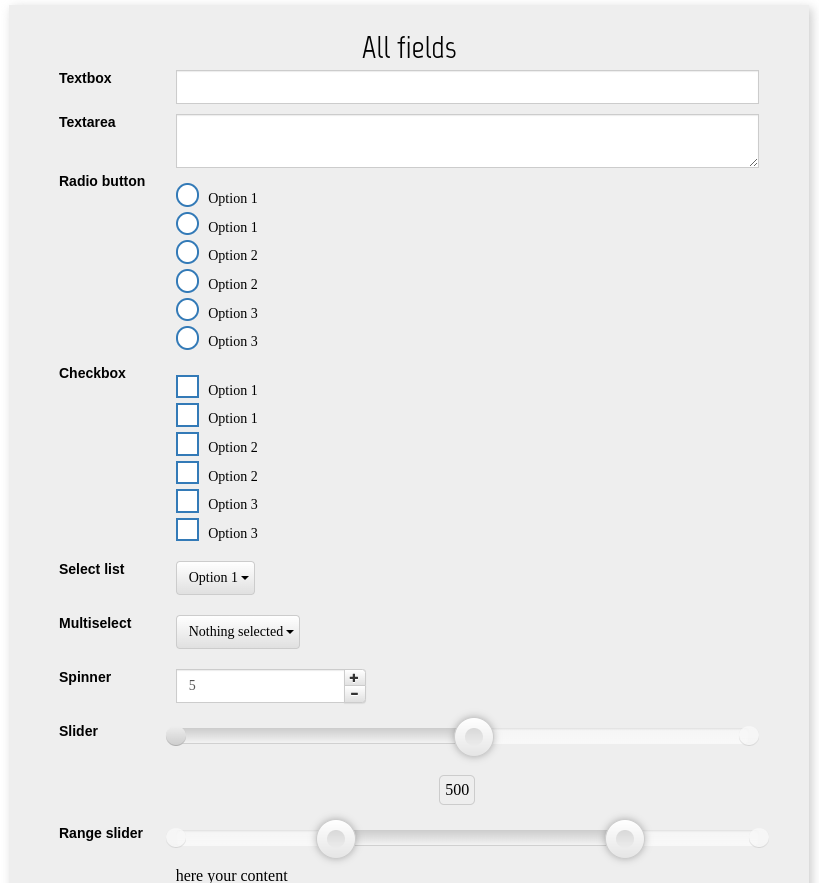 All fields
Textbox
Textarea
Radio button
Option 1
Option 1
Option 2
Option 2
Option 3
Option 3
Checkbox
Option 1
Option 1
Option 2
Option 2
Option 3
Option 3
Select list
Option 1
Multiselect
Nothing selected
Spinner
5
Slider
500
Range slider
here your content